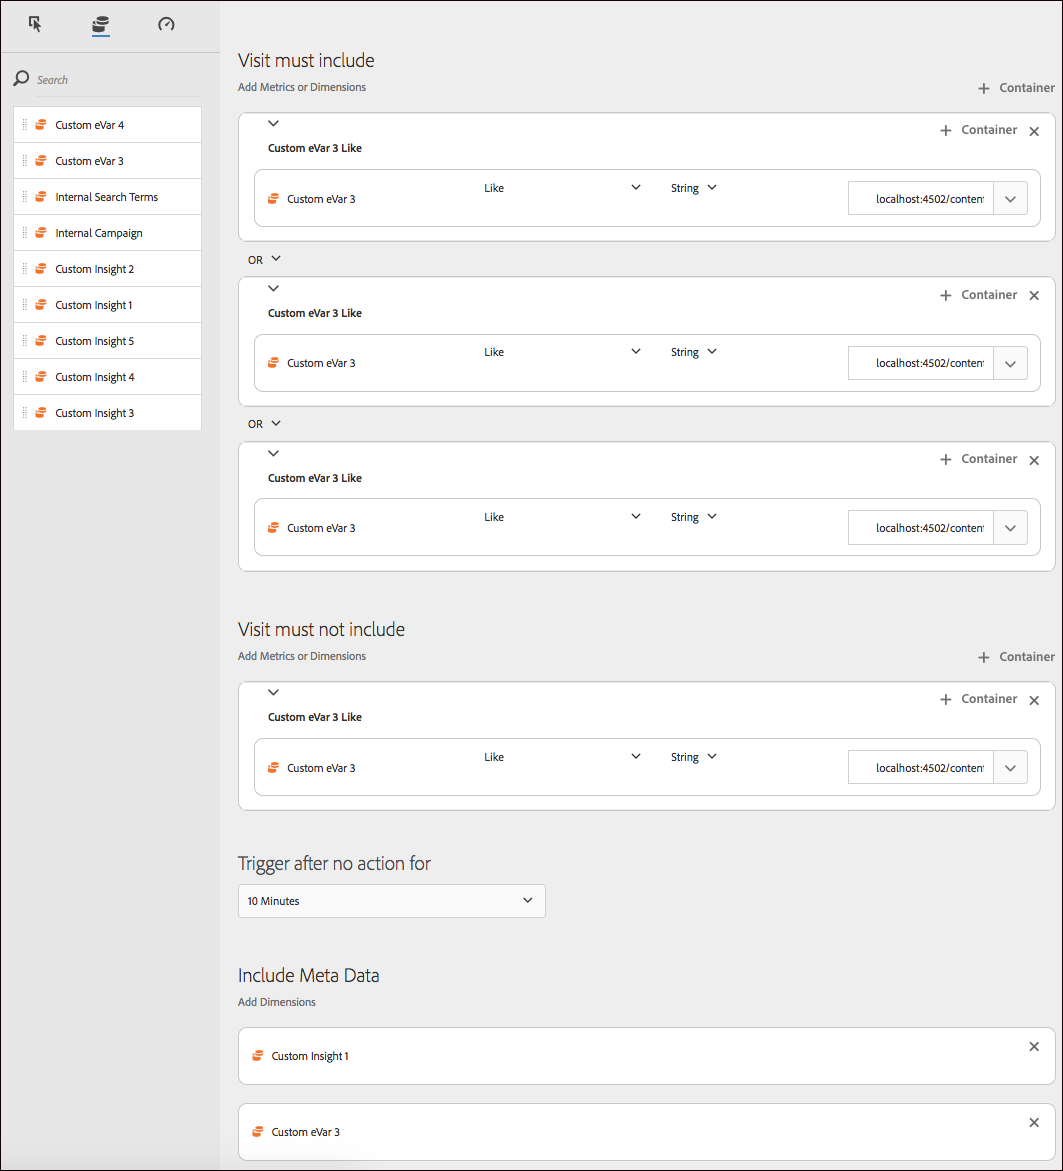 Search
Custom eVar 4
Custom eVar 3
Internal Search Terms
Internal Campaign
Custom Insight 2
Custom Insight 1
Custom Insight 5
Custom Insight 4
Custom Insight 3
Visit must include
Add Metrics or Dimensions
+ Container
+ Container ×
Custom eVar 3 Like
Custom eVar 3 Like String localhost:4502/content
OR
+ Container ×
Custom eVar 3 Like
Custom eVar 3 Like String localhost:4502/content
OR
+ Container ×
Custom eVar 3 Like
Custom eVar 3 Like String localhost:4502/content
Visit must not include
Add Metrics or Dimensions
+ Container
+ Container ×
Custom eVar 3 Like
Custom eVar 3 Like String localhost:4502/content
Trigger after no action for
10 Minutes
Include Meta Data
Add Dimensions
Custom Insight 1 ×
Custom eVar 3 ×